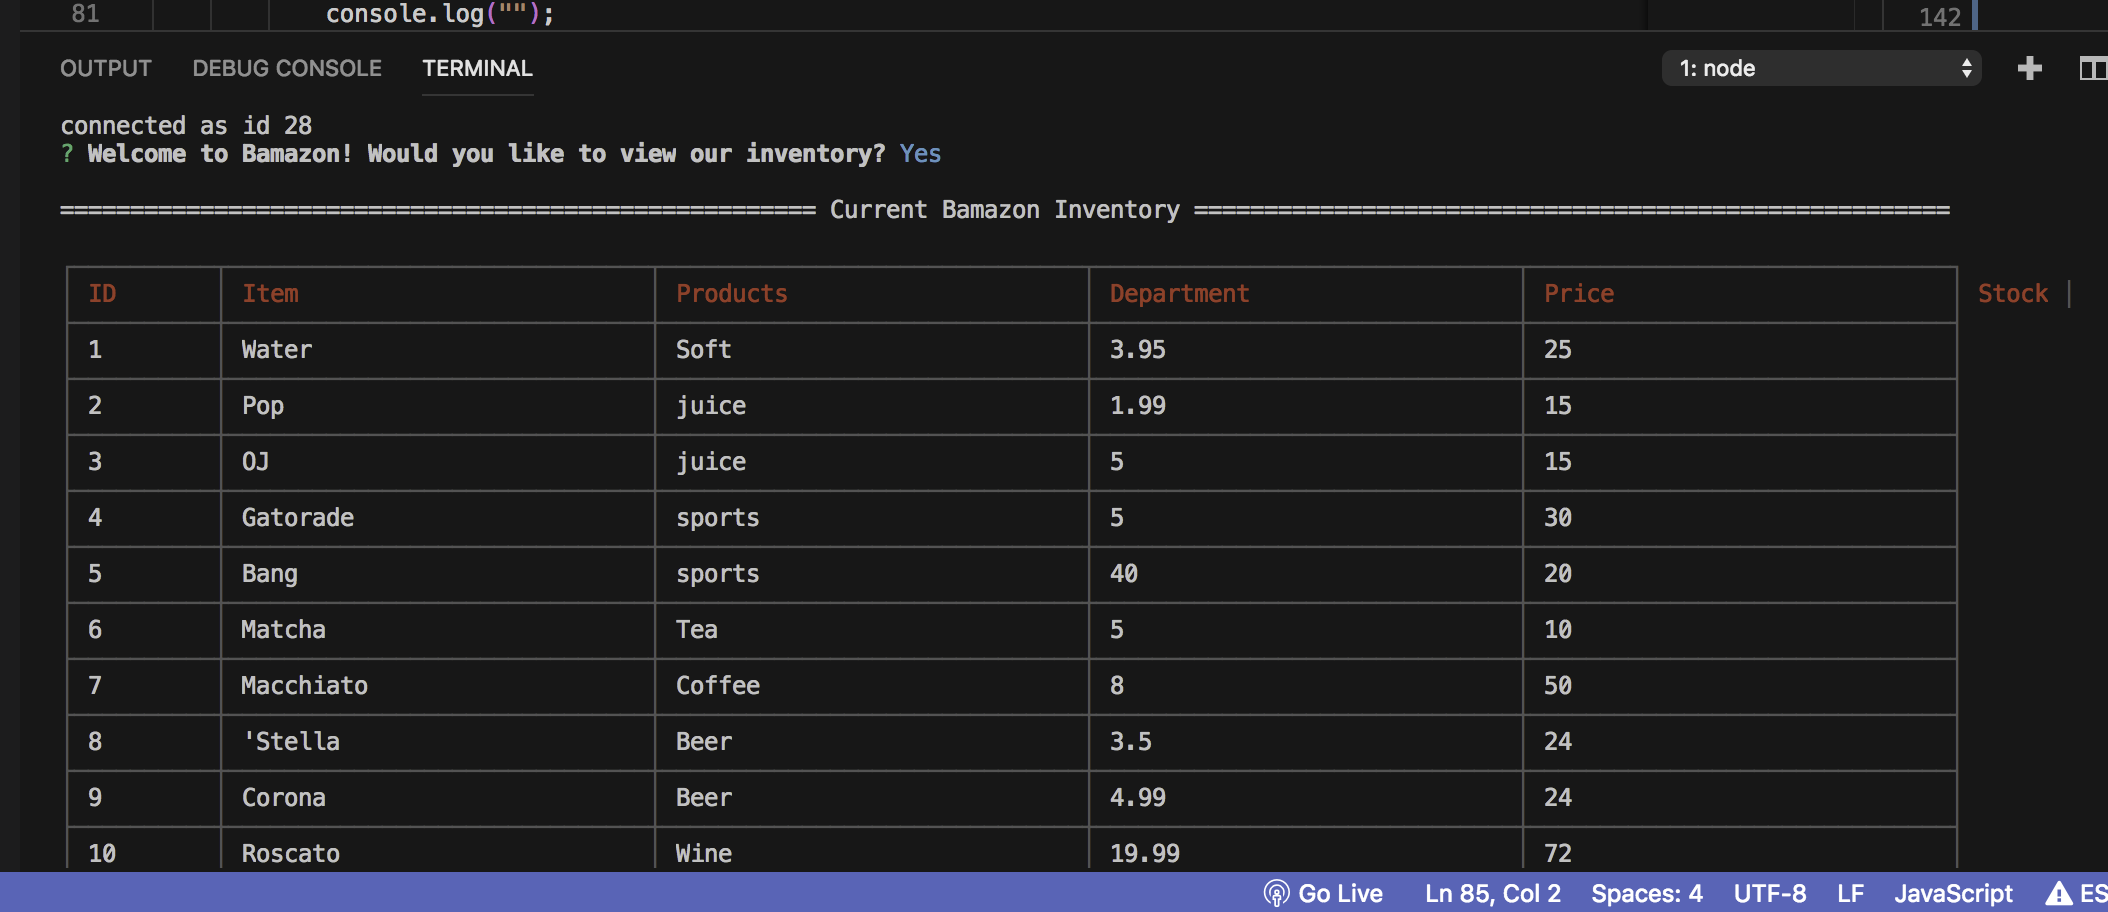 81 console.log(""); 142
OUTPUT DEBUG CONSOLE TERMINAL 1: node
connected as id 28
? Welcome to Bamazon! Would you like to view our inventory? Yes
====================================================== Current Bamazon Inventory ======================================================
ID Item Products Department Price Stock
1 Water Soft 3.95 25
2 Pop juice 1.99 15
3 OJ juice 5 15
4 Gatorade sports 5 30
5 Bang sports 40 20
6 Matcha Tea 5 10
7 Macchiato Coffee 8 50
8 'Stella Beer 3.5 24
9 Corona Beer 4.99 24
10 Roscato Wine 19.99 72
Go Live Ln 85, Col 2 Spaces: 4 UTF-8 LF JavaScript ES